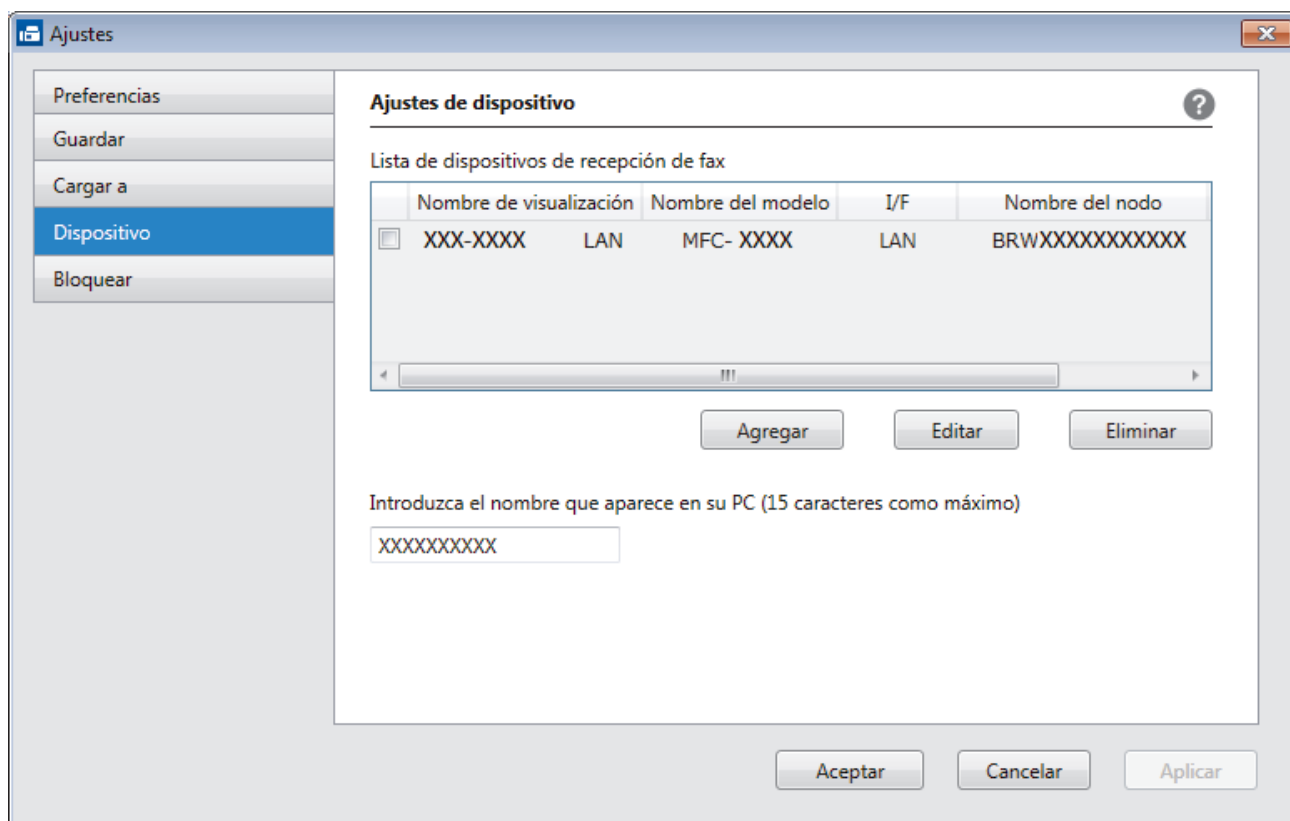 Ajustes
Preferencias
Guardar
Cargar a
Dispositivo
Bloquear
Ajustes de dispositivo
?
Lista de dispositivos de recepción de fax
Nombre de visualización Nombre del modelo I/F Nombre del nodo
XXX-XXXX LAN MFC- XXXX LAN BRWXXXXXXXXXXX
Agregar Editar Eliminar
Introduzca el nombre que aparece en su PC (15 caracteres como máximo)
XXXXXXXXXX
Aceptar Cancelar Aplicar